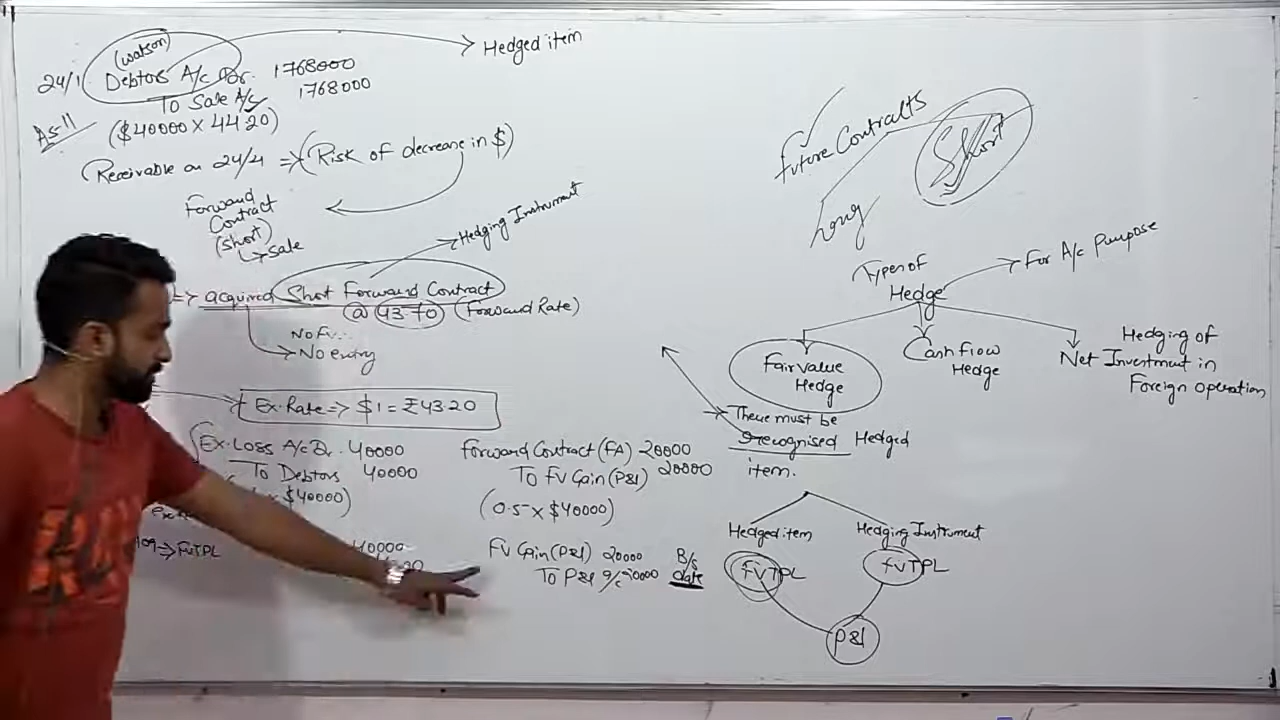 (watson)
24/1 Debtors A/c Dr. 1768000
To Sale A/c 1768000
($40000 x 44.20)
As-11
Receivable on 24/4 => (Risk of decrease in $)
Hedged item
Forward
Contract
(short)
↳ Sale
Hedging Instrument
=> acquired Short Forward Contract
@ 43.70 (Forward Rate)
→ No entry
Ex. Rate => $1 = ₹43.20
Ex. Loss A/c Dr. 40000
To Debtors 40000
x $40000)
109 → FVTPL
40000
Forward Contract (FA) 20000
To FV Gain (P&L) 20000
(0.5 x $40000)
FV Gain (P&L) 20000
To P&L A/c 20000
B/s
date
Future Contracts
Short
Long
Types of
Hedge
→ For A/c Purpose
Fair Value
Hedge
Cash flow
Hedge
Hedging of
Net Investment in
Foreign operation
→ There must be
recognised Hedged
item.
Hedged item
Hedging Instrument
FVTPL
FVTPL
P&L